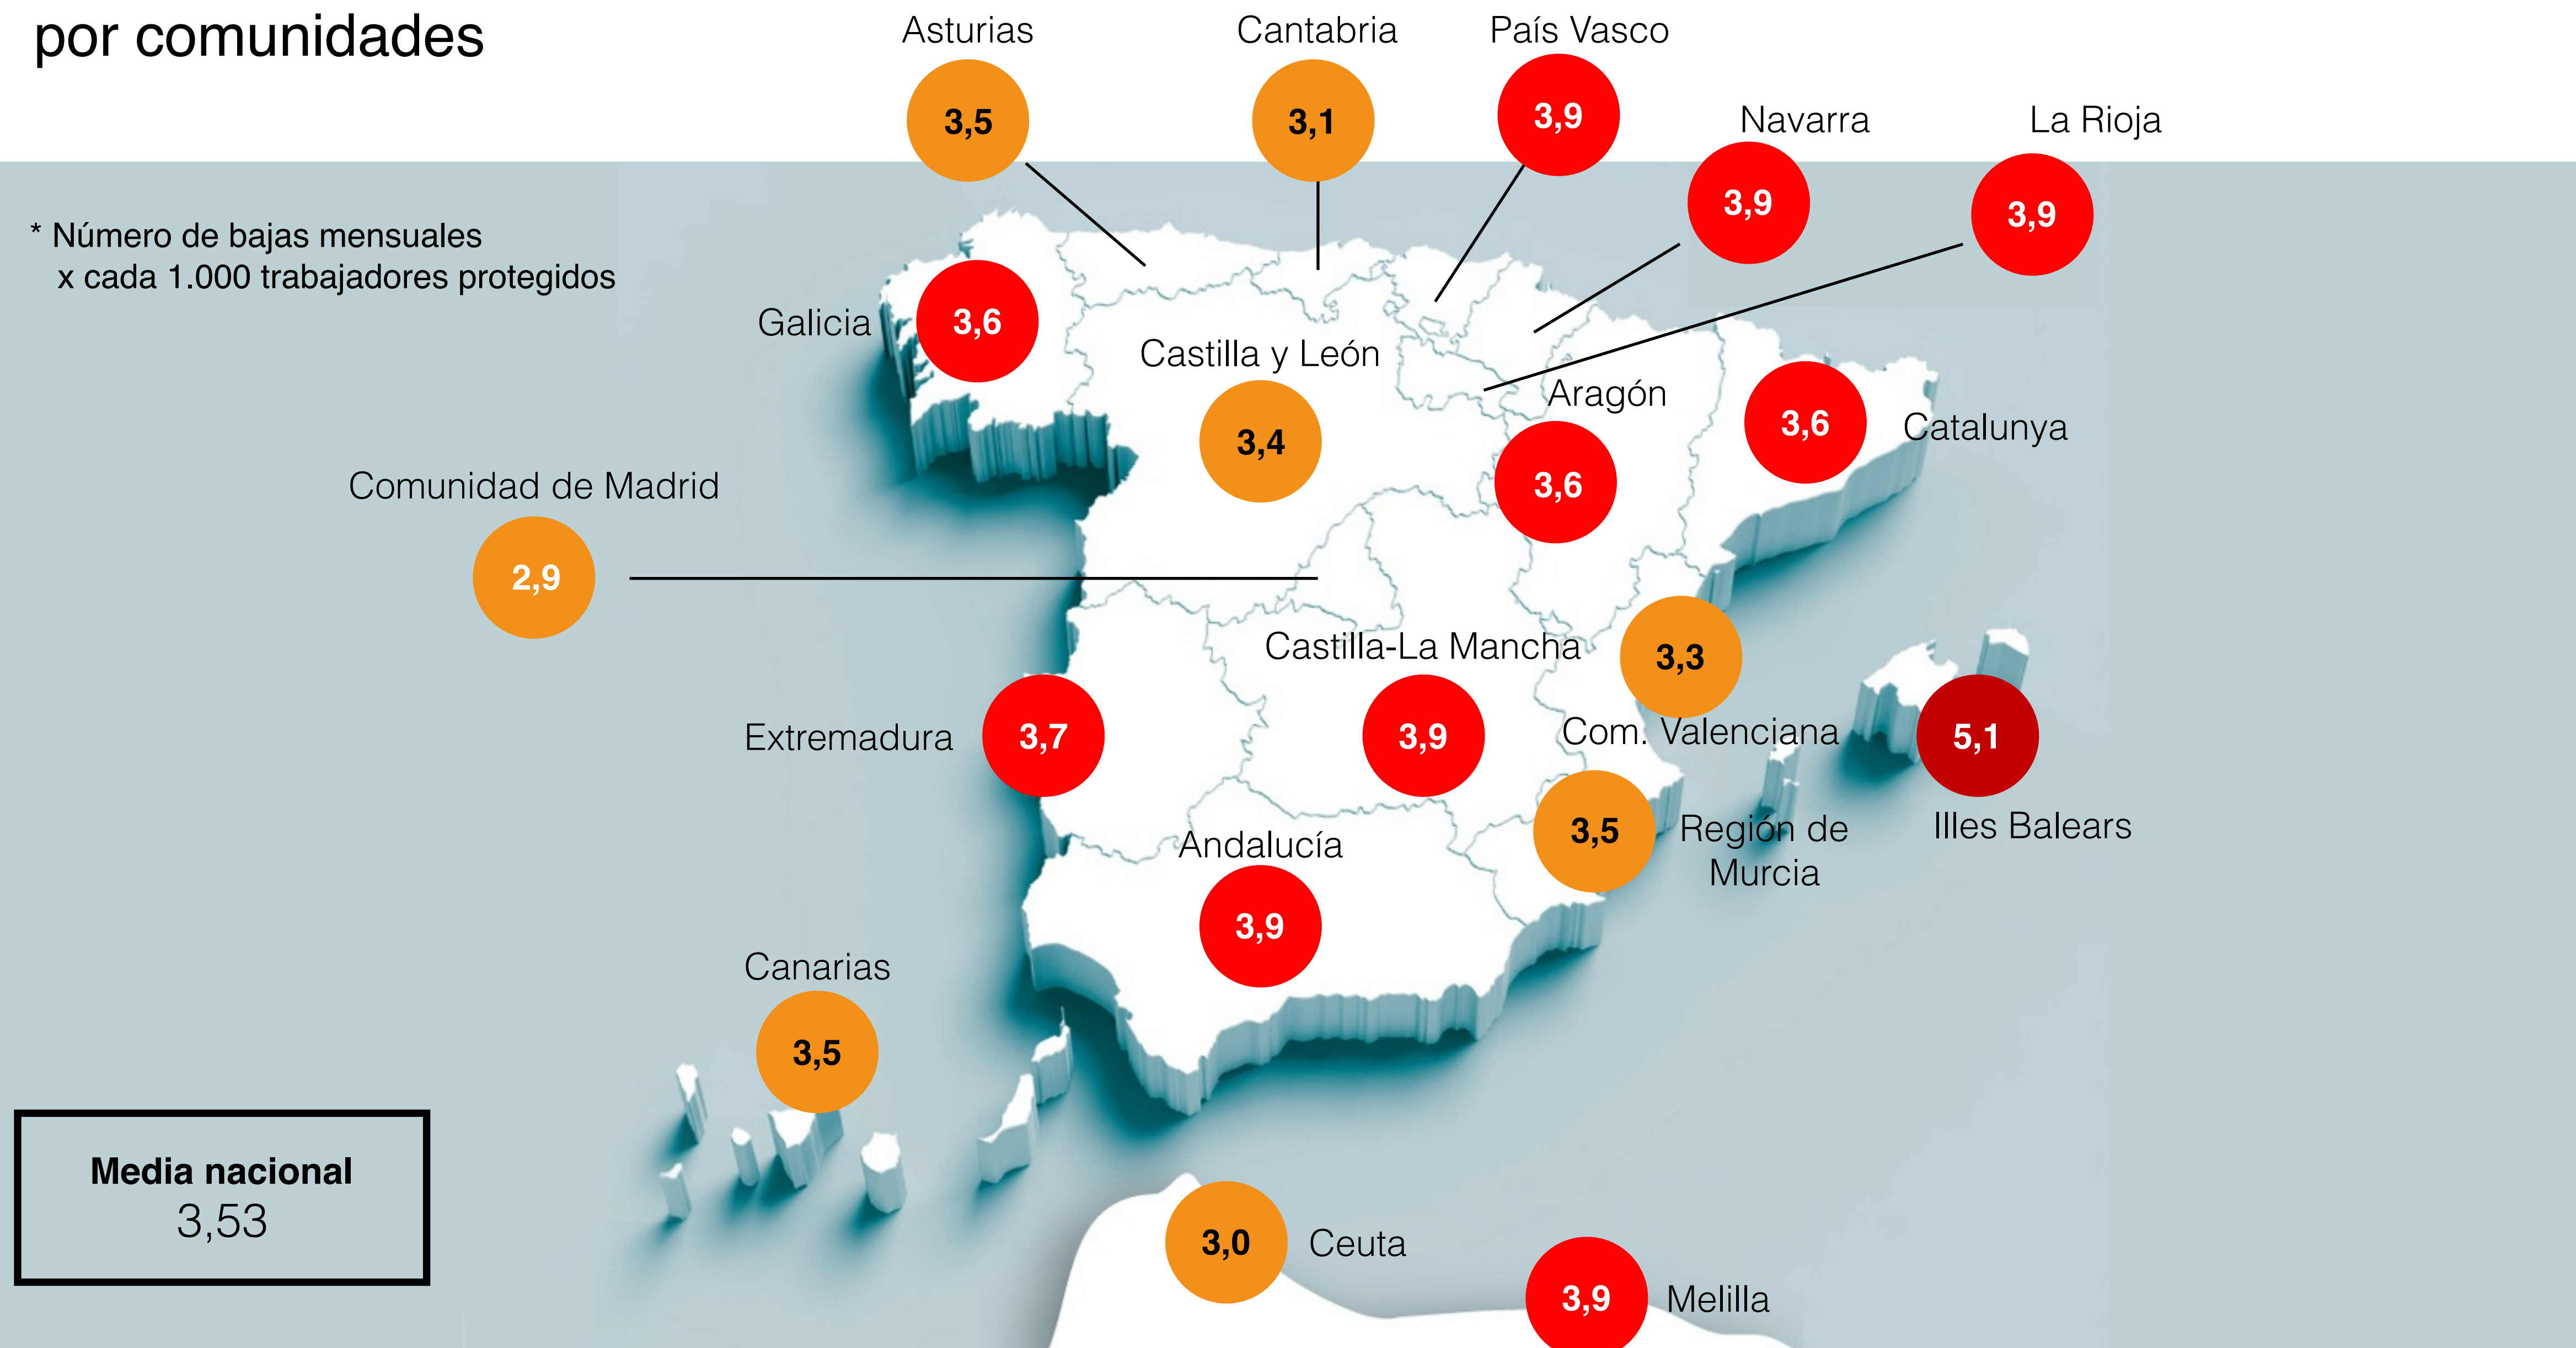 por comunidades
* Número de bajas mensuales
x cada 1.000 trabajadores protegidos
Asturias
3,5
Cantabria
3,1
País Vasco
3,9
Navarra
3,9
La Rioja
3,9
Galicia
3,6
Castilla y León
3,4
Aragón
3,6
3,6
Catalunya
Comunidad de Madrid
2,9
Castilla-La Mancha
3,9
3,3
Com. Valenciana
Extremadura
3,7
5,1
Illes Balears
3,5
Región de
Murcia
Andalucía
3,9
Canarias
3,5
Media nacional
3,53
3,0
Ceuta
3,9
Melilla